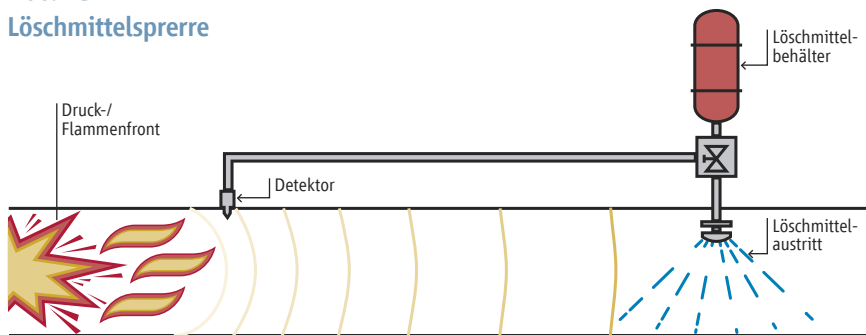 Löschmittelsprerre
Löschmittel-
behälter
Druck-/
Flammenfront
Detektor
Löschmittel-
austritt